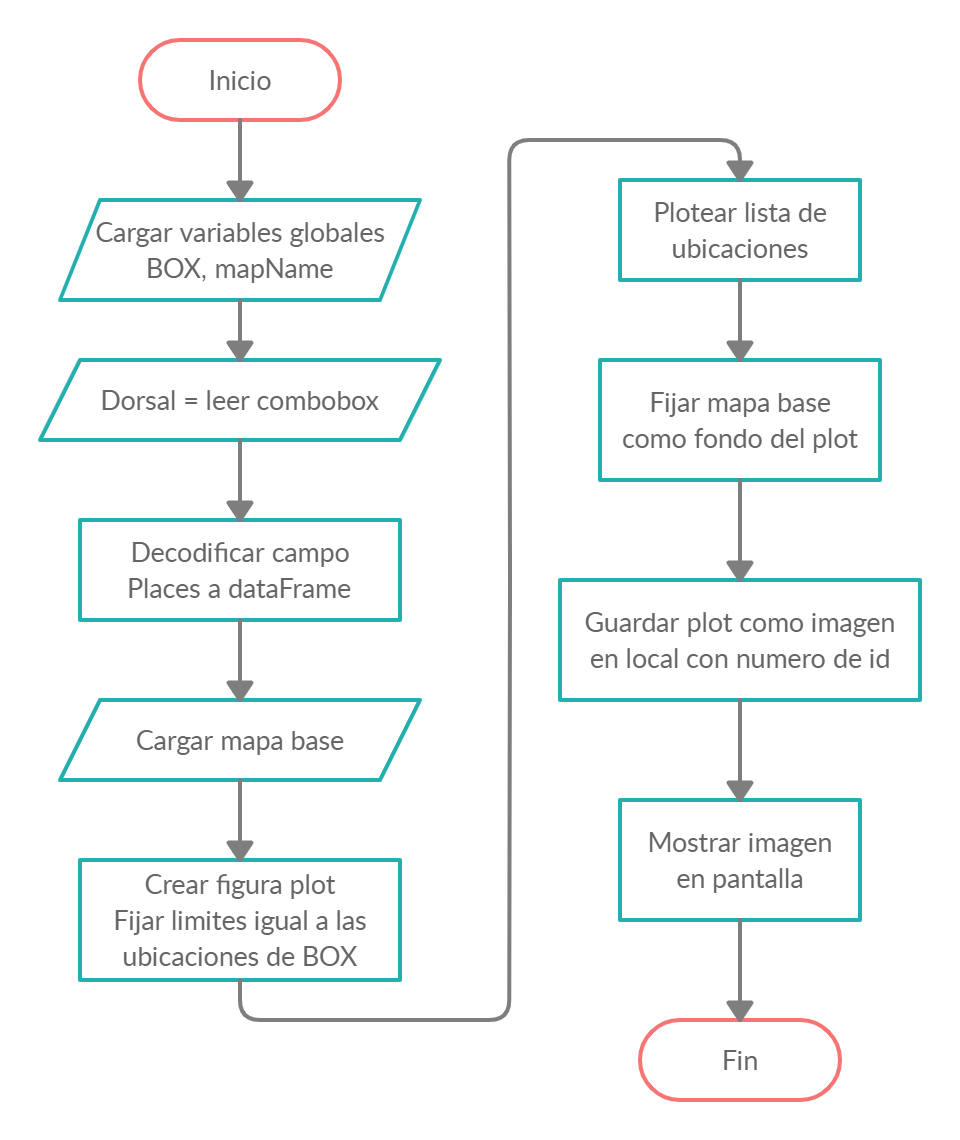 Inicio
Cargar variables globales
BOX, mapName
Dorsal = leer combobox
Decodificar campo
Places a dataFrame
Cargar mapa base
Crear figura plot
Fijar limites igual a las
ubicaciones de BOX
Plotear lista de
ubicaciones
Fijar mapa base
como fondo del plot
Guardar plot como imagen
en local con numero de id
Mostrar imagen
en pantalla
Fin